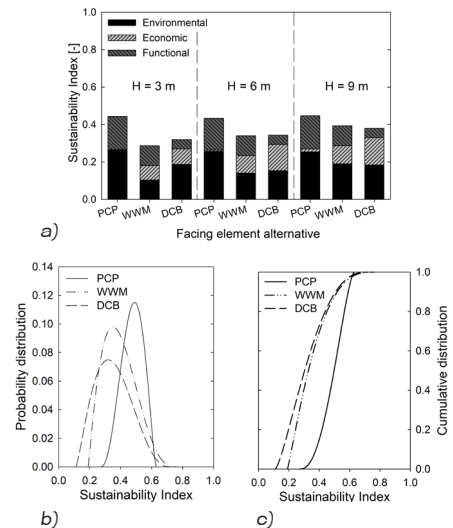 1.0
0.8
0.6
0.4
0.2
0.0
Sustainability Index [-]
Environmental
Economic
Functional
H = 3 m
H = 6 m
H = 9 m
PCP
WWM
DCB
PCP
WWM
DCB
PCP
WWM
DCB
Facing element alternative
a)
0.14
0.12
0.10
0.08
0.06
0.04
0.02
0.00
Probability distribution
PCP
WWM
DCB
0.0
0.2
0.4
0.6
0.8
1.0
Sustainability Index
b)
PCP
WWM
DCB
1.0
0.8
0.6
0.4
0.2
0.0
Cumulative distribution
0.0
0.2
0.4
0.6
0.8
1.0
Sustainability Index
c)